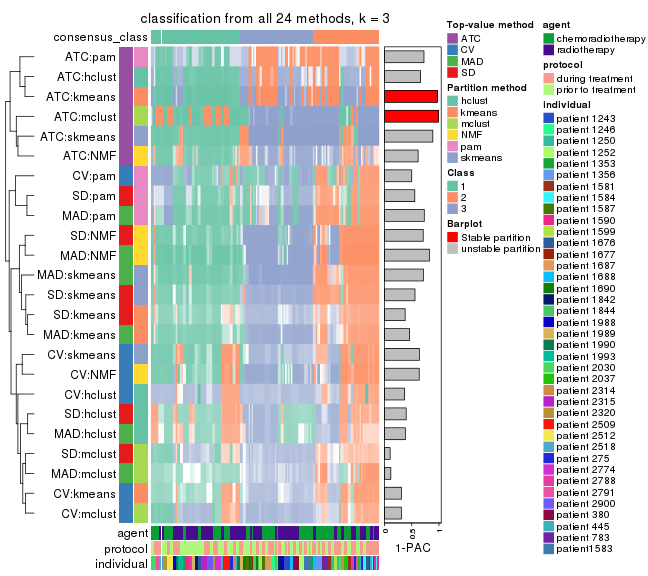 classification from all 24 methods, k = 3
consensus_class
ATC:pam
ATC:hclust
ATC:kmeans
ATC:mclust
ATC:skmeans
ATC:NMF
CV:pam
SD:pam
MAD:pam
SD:NMF
MAD:NMF
MAD:skmeans
SD:skmeans
SD:kmeans
MAD:kmeans
CV:skmeans
CV:NMF
CV:hclust
SD:hclust
MAD:hclust
SD:mclust
MAD:mclust
CV:kmeans
CV:mclust
agent
protocol
individual
0
0.5
1
1-PAC
Top-value method
ATC
CV
MAD
SD
Partition method
hclust
kmeans
mclust
NMF
pam
skmeans
Class
1
2
3
Barplot
Stable partition
unstable partition
agent
chemoradiotherapy
radiotherapy
protocol
during treatment
prior to treatment
individual
patient 1243
patient 1246
patient 1250
patient 1252
patient 1353
patient 1356
patient 1581
patient 1584
patient 1587
patient 1590
patient 1599
patient 1676
patient 1677
patient 1687
patient 1688
patient 1690
patient 1842
patient 1844
patient 1988
patient 1989
patient 1990
patient 1993
patient 2030
patient 2037
patient 2314
patient 2315
patient 2320
patient 2509
patient 2512
patient 2518
patient 275
patient 2774
patient 2788
patient 2791
patient 2900
patient 380
patient 445
patient 783
patient1583